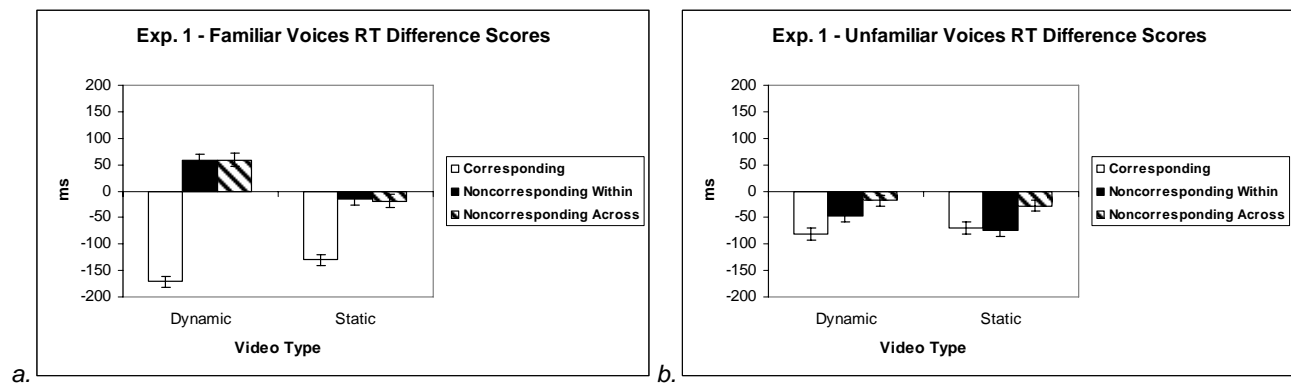 Exp. 1 - Familiar Voices RT Difference Scores
200
150
100
50
0
-50
-100
-150
-200
ms
Dynamic Static
Video Type
Corresponding
Noncorresponding Within
Noncorresponding Across
a.
Exp. 1 - Unfamiliar Voices RT Difference Scores
200
150
100
50
0
-50
-100
-150
-200
ms
Dynamic Static
Video Type
Corresponding
Noncorresponding Within
Noncorresponding Across
b.